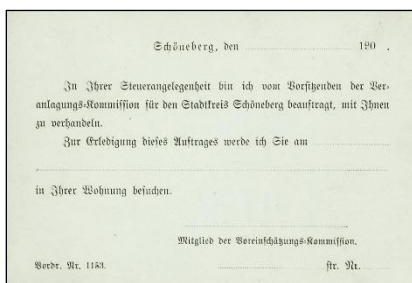 Schöneberg, den 190 .
In Ihrer Steuerangelegenheit bin ich vom Vorsitzenden der Ver-
anlagungs-Kommission für den Stadtkreis Schöneberg beauftragt, mit Ihnen
zu verhandeln.
Zur Erledigung dieses Auftrages werde ich Sie am
in Ihrer Wohnung besuchen.
Mitglied der Voreinschätzungs-Kommission.
Vordr. Nr. 1153. str. Nr.